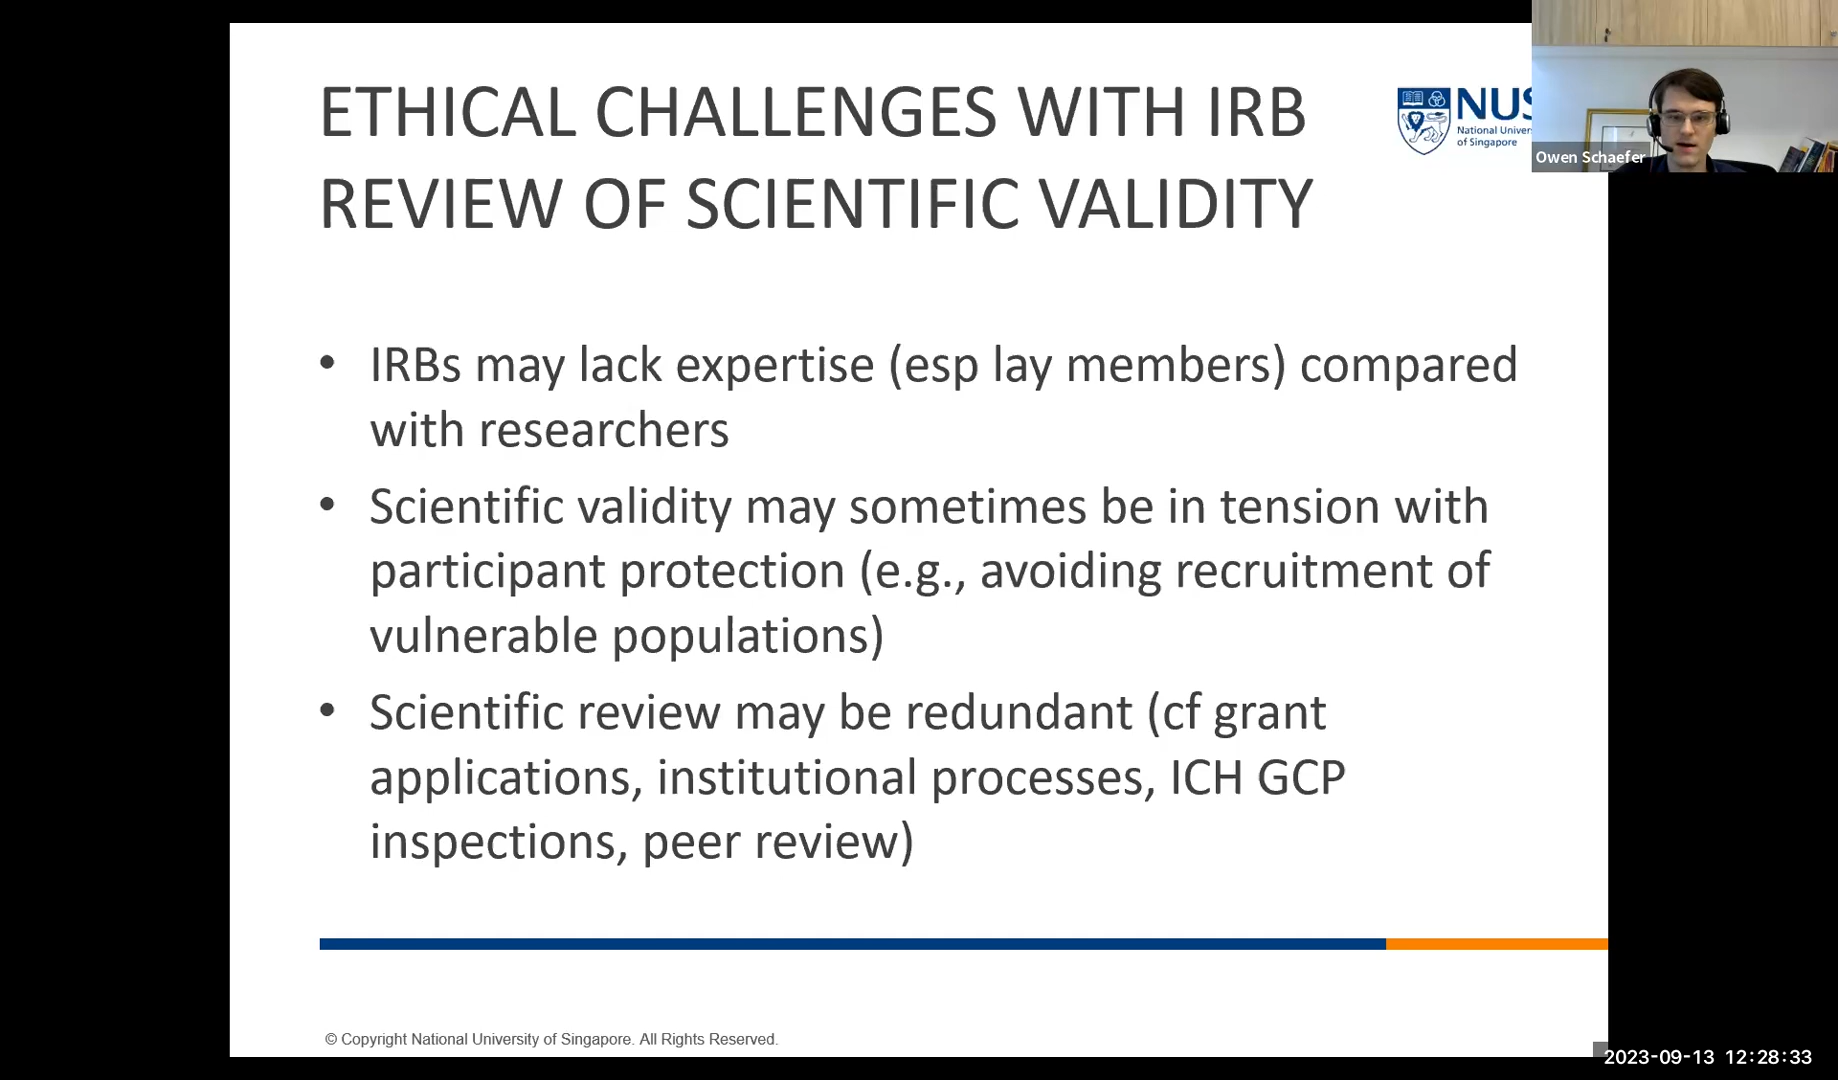 ETHICAL CHALLENGES WITH IRB
REVIEW OF SCIENTIFIC VALIDITY
NUS
National Univers
of Singapore
Owen Schaefer
• IRBs may lack expertise (esp lay members) compared
with researchers
• Scientific validity may sometimes be in tension with
participant protection (e.g., avoiding recruitment of
vulnerable populations)
• Scientific review may be redundant (cf grant
applications, institutional processes, ICH GCP
inspections, peer review)
© Copyright National University of Singapore. All Rights Reserved.
2023-09-13 12:28:33